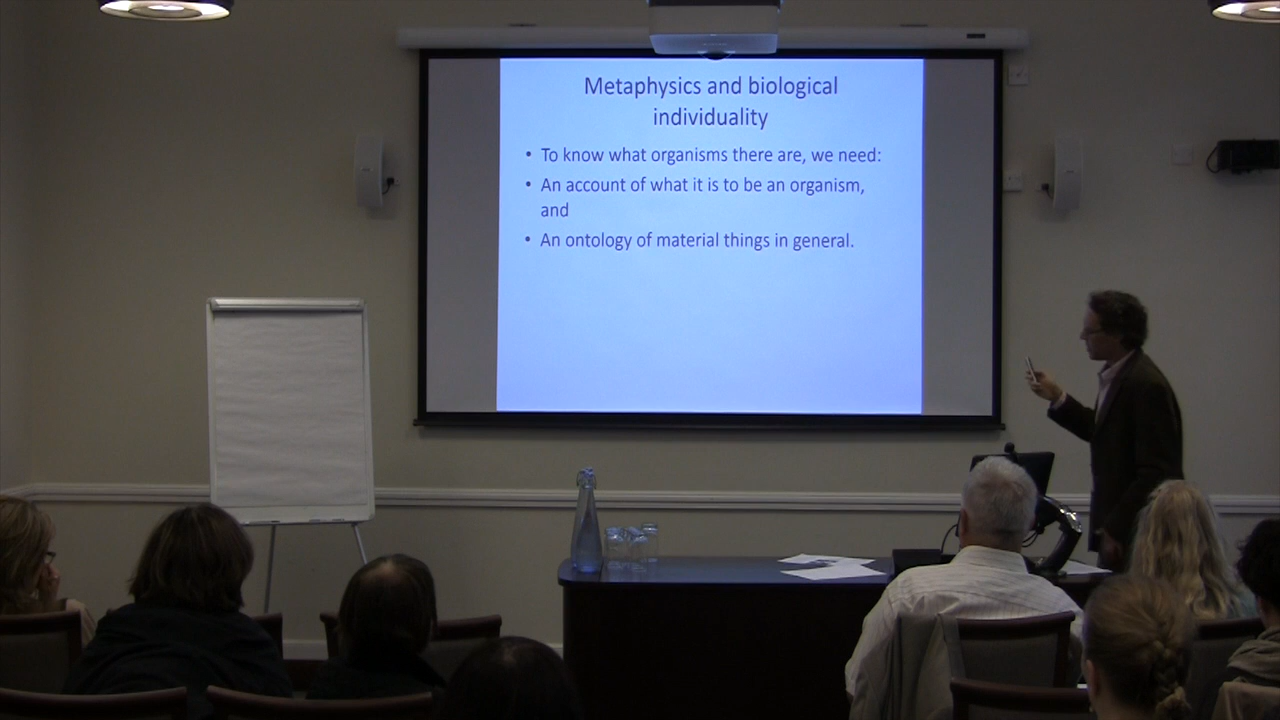 Metaphysics and biological
individuality
• To know what organisms there are, we need:
• An account of what it is to be an organism,
and
• An ontology of material things in general.